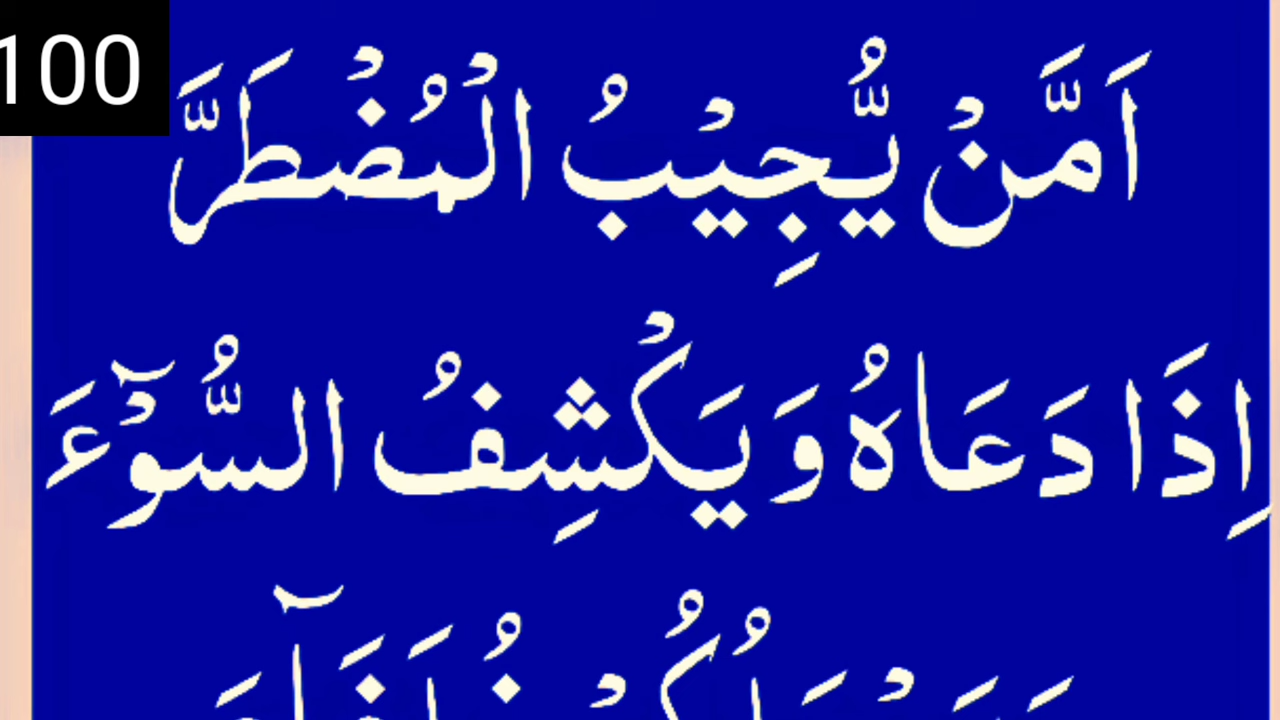 100
اَمَّنْ يُّجِيْبُ الْمُضْطَرَّ
اِذَا دَعَاهُ وَ يَكْشِفُ السُّوْٓءَ